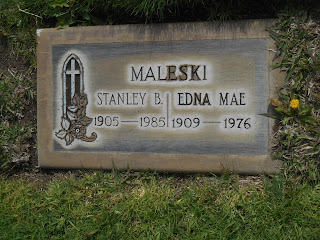 MALESKI
STANLEY B. EDNA MAE
1905 — 1985 1909 — 1976